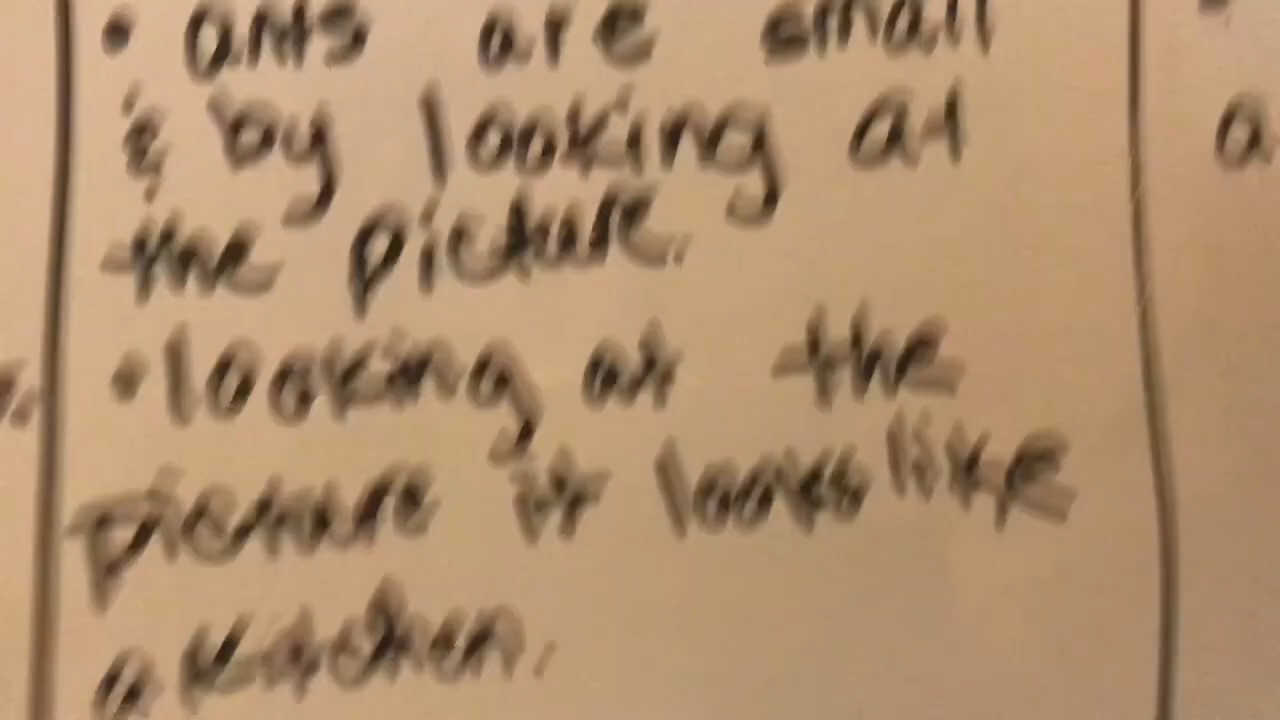 • ants are small
& by looking at
the picture.
• looking at the
picture it looks like
a kitchen.
a